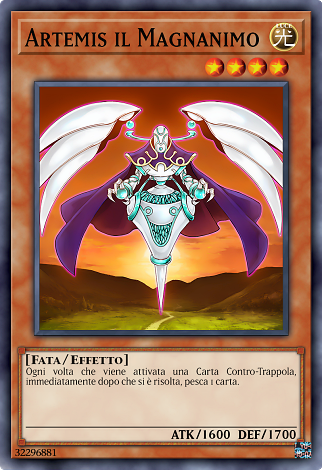 Artemis il Magnanimo
光
[Fata/Effetto]
Ogni volta che viene attivata una Carta Contro-Trappola,
immediatamente dopo che si è risolta, pesca 1 carta.
ATK/1600 DEF/1700
32296881